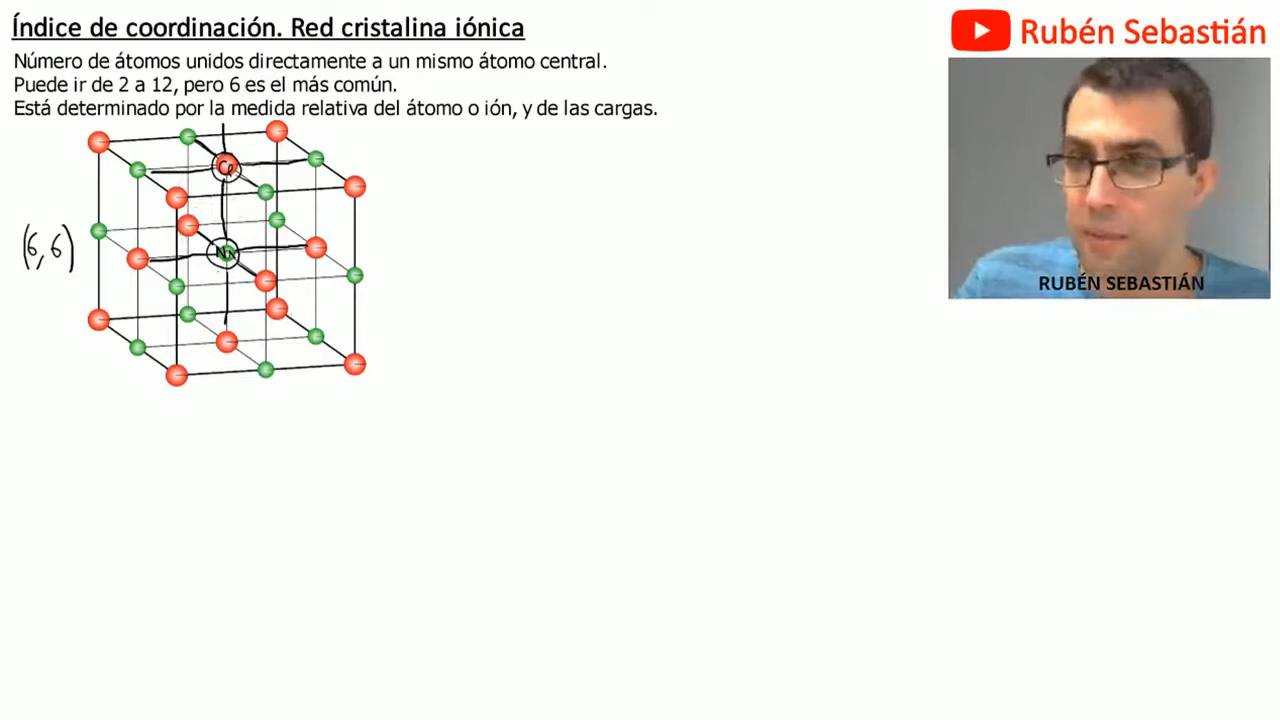 Índice de coordinación. Red cristalina iónica
Rubén Sebastián
Número de átomos unidos directamente a un mismo átomo central.
Puede ir de 2 a 12, pero 6 es el más común.
Está determinado por la medida relativa del átomo o ión, y de las cargas.
Cl
(6,6)
Na
RUBÉN SEBASTIÁN